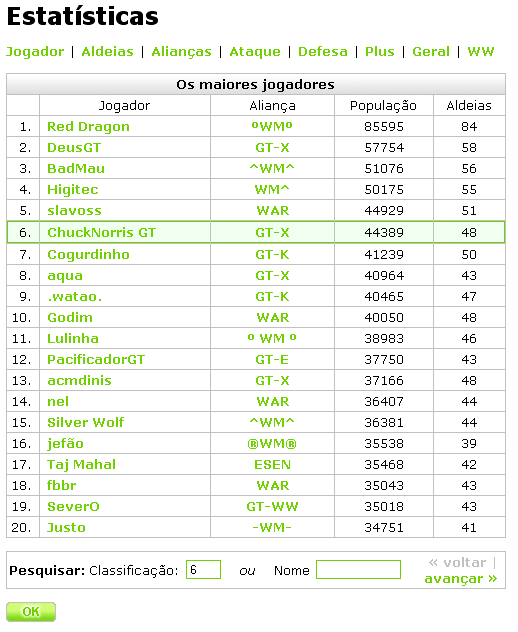 Estatísticas
Jogador | Aldeias | Alianças | Ataque | Defesa | Plus | Geral | WW
Os maiores jogadores
Jogador Aliança População Aldeias
1. Red Dragon ºWMº 85595 84
2. DeusGT GT-X 57754 58
3. BadMau ^WM^ 51076 56
4. Higitec WM^ 50175 55
5. slavoss WAR 44929 51
6. ChuckNorris GT GT-X 44389 48
7. Cogurdinho GT-K 41239 50
8. aqua GT-X 40964 43
9. .watao. GT-K 40465 47
10. Godim WAR 40050 48
11. Lulinha º WM º 38983 46
12. PacificadorGT GT-E 37750 43
13. acmdinis GT-X 37166 48
14. nel WAR 36407 44
15. Silver Wolf ^WM^ 36381 44
16. jefão ®WM® 35538 39
17. Taj Mahal ESEN 35468 42
18. fbbr WAR 35043 43
19. SeverO GT-WW 35018 43
20. Justo -WM- 34751 41
Pesquisar: Classificação: 6 ou Nome « voltar |
avançar »
OK